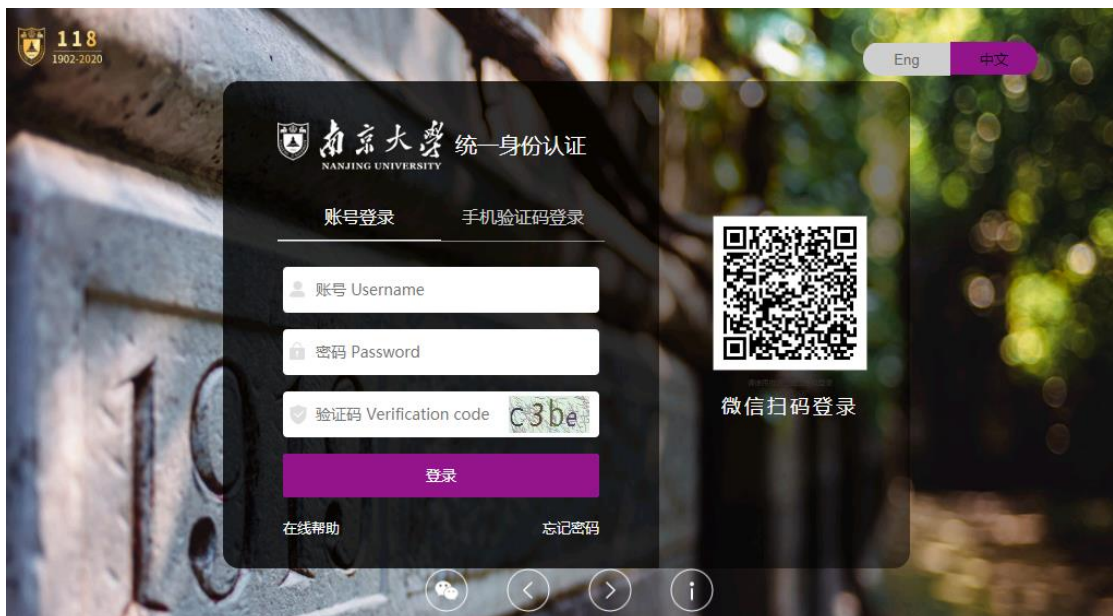 118
1902-2020
Eng
中文
南京大学
NANJING UNIVERSITY
统一身份认证
账号登录
手机验证码登录
账号 Username
密码 Password
验证码 Verification code
c3be
登录
在线帮助
忘记密码
微信扫码登录